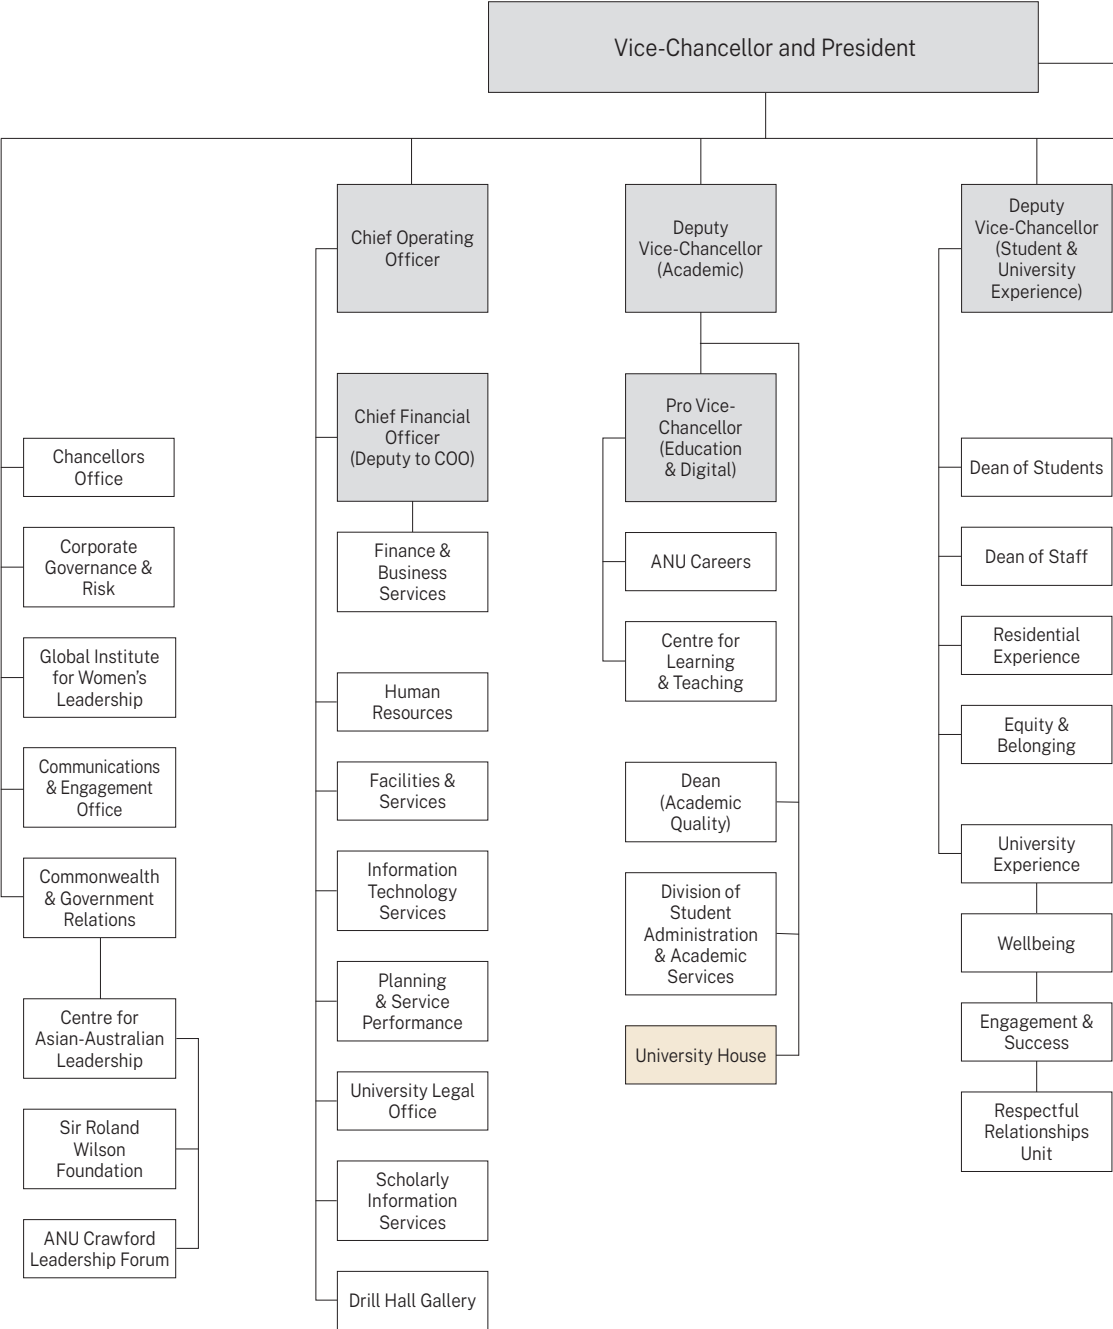 Vice-Chancellor and President
Chancellors
Office
Corporate
Governance &
Risk
Global Institute
for Women’s
Leadership
Communications
& Engagement
Office
Commonwealth
& Government
Relations
Centre for
Asian-Australian
Leadership
Sir Roland
Wilson
Foundation
ANU Crawford
Leadership Forum
Chief Operating
Officer
Chief Financial
Officer
(Deputy to COO)
Finance &
Business
Services
Human
Resources
Facilities &
Services
Information
Technology
Services
Planning
& Service
Performance
University Legal
Office
Scholarly
Information
Services
Drill Hall Gallery
Deputy
Vice-Chancellor
(Academic)
Pro Vice-
Chancellor
(Education
& Digital)
ANU Careers
Centre for
Learning
& Teaching
Dean
(Academic
Quality)
Division of
Student
Administration
& Academic
Services
University House
Deputy
Vice-Chancellor
(Student &
University
Experience)
Dean of Students
Dean of Staff
Residential
Experience
Equity &
Belonging
University
Experience
Wellbeing
Engagement &
Success
Respectful
Relationships
Unit